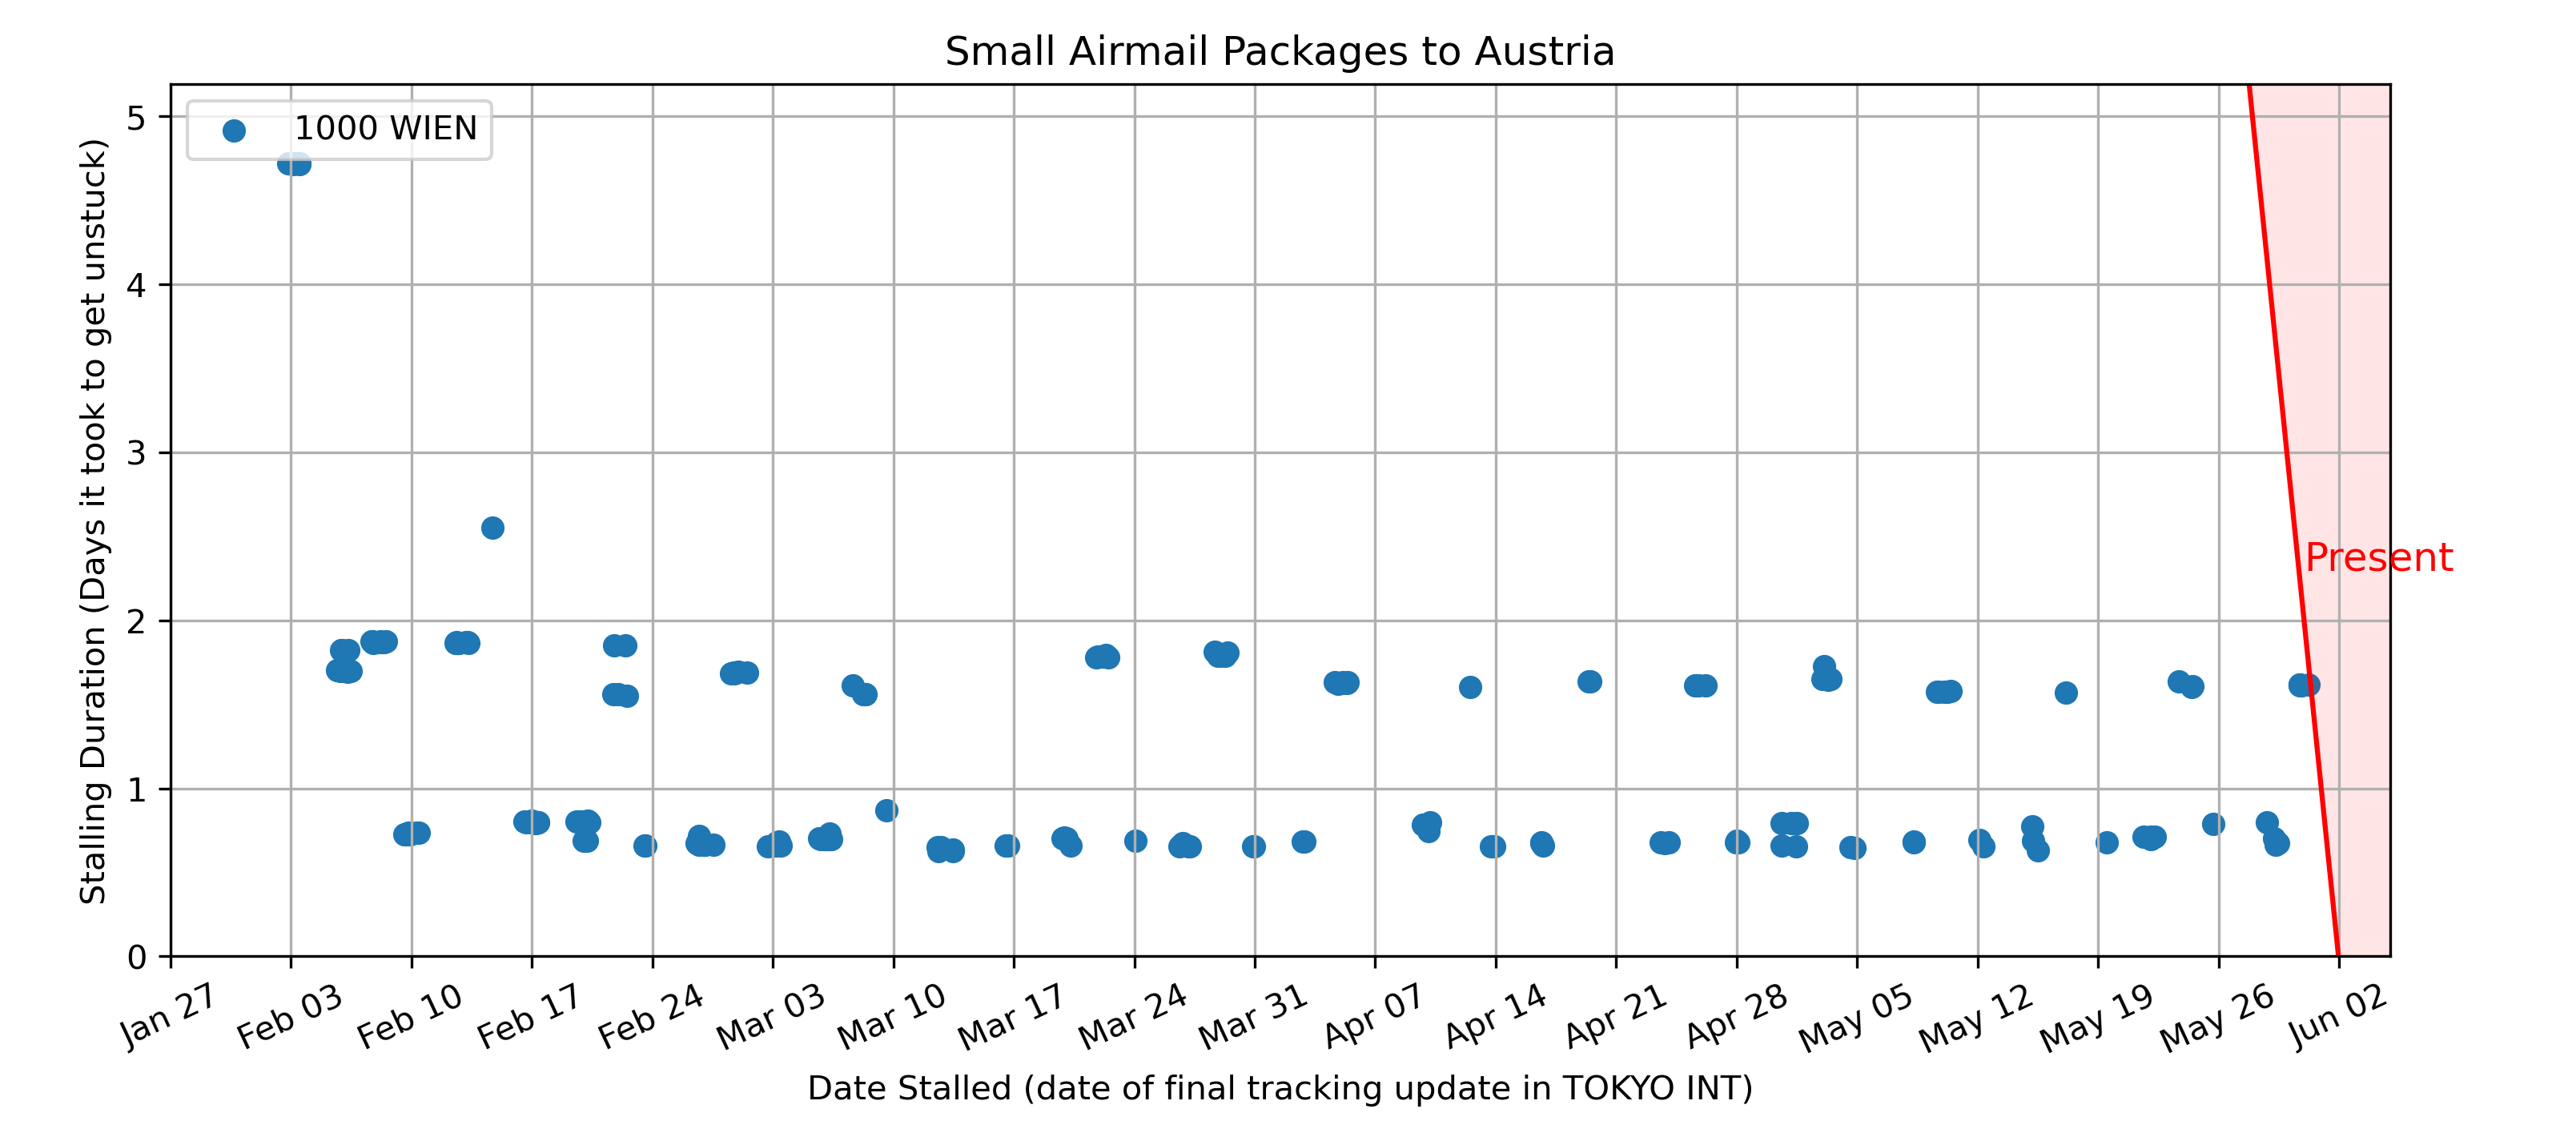 Small Airmail Packages to Austria
1000 WIEN
Stalling Duration (Days it took to get unstuck)
5
4
3
2
1
0
Present
Jan 27
Feb 03
Feb 10
Feb 17
Feb 24
Mar 03
Mar 10
Mar 17
Mar 24
Mar 31
Apr 07
Apr 14
Apr 21
Apr 28
May 05
May 12
May 19
May 26
Jun 02
Date Stalled (date of final tracking update in TOKYO INT)